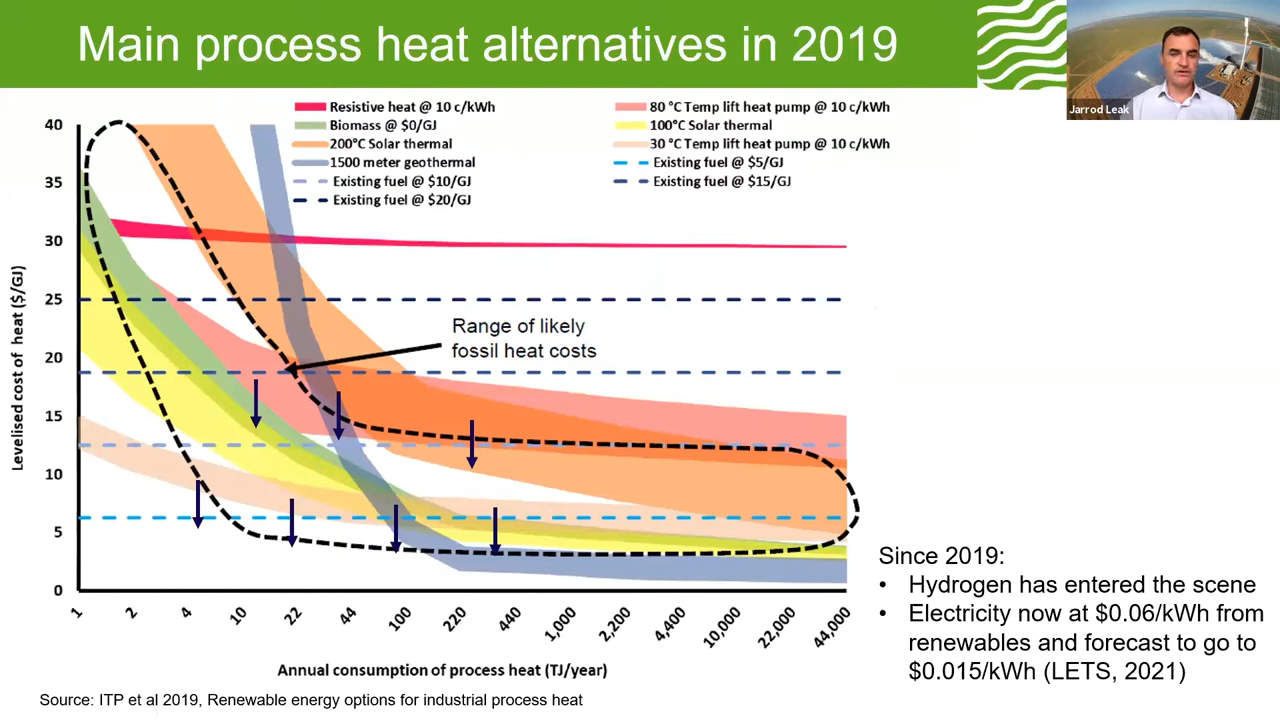 Main process heat alternatives in 2019
Jarrod Leak
Resistive heat @ 10 c/kWh
80 °C Temp lift heat pump @ 10 c/kWh
Biomass @ $0/GJ
100°C Solar thermal
200°C Solar thermal
30 °C Temp lift heat pump @ 10 c/kWh
1500 meter geothermal
Existing fuel @ $5/GJ
Existing fuel @ $10/GJ
Existing fuel @ $15/GJ
Existing fuel @ $20/GJ
Levelised cost of heat ($/GJ)
40
35
30
25
20
15
10
5
0
Range of likely
fossil heat costs
1
2
4
10
22
44
100
220
440
1,000
2,200
4,400
10,000
22,000
44,000
Annual consumption of process heat (TJ/year)
Since 2019:
• Hydrogen has entered the scene
• Electricity now at $0.06/kWh from
renewables and forecast to go to
$0.015/kWh (LETS, 2021)
Source: ITP et al 2019, Renewable energy options for industrial process heat